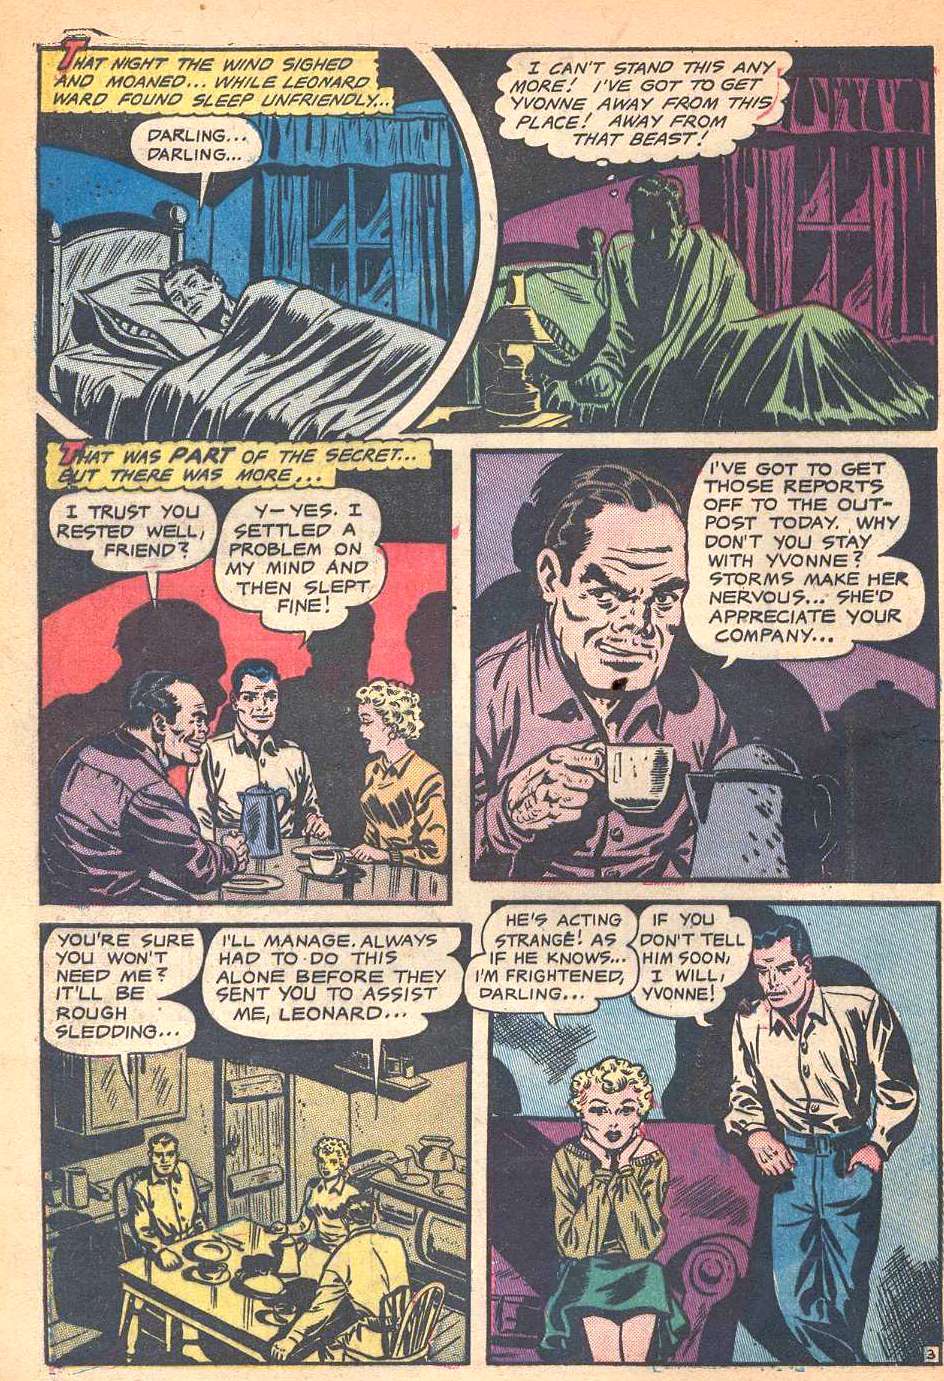 THAT NIGHT THE WIND SIGHED
AND MOANED... WHILE LEONARD
WARD FOUND SLEEP UNFRIENDLY...
DARLING...
DARLING...
I CAN'T STAND THIS ANY
MORE! I'VE GOT TO GET
YVONNE AWAY FROM THIS
PLACE! AWAY FROM
THAT BEAST!
THAT WAS PART OF THE SECRET...
BUT THERE WAS MORE...
I TRUST YOU
RESTED WELL,
FRIEND?
Y-YES. I
SETTLED A
PROBLEM ON
MY MIND AND
THEN SLEPT
FINE!
I'VE GOT TO GET
THOSE REPORTS
OFF TO THE OUT-
POST TODAY. WHY
DON'T YOU STAY
WITH YVONNE?
STORMS MAKE HER
NERVOUS... SHE'D
APPRECIATE YOUR
COMPANY...
YOU'RE SURE
YOU WON'T
NEED ME?
IT'LL BE
ROUGH
SLEDDING...
I'LL MANAGE. ALWAYS
HAD TO DO THIS
ALONE BEFORE THEY
SENT YOU TO ASSIST
ME, LEONARD...
HE'S ACTING
STRANGE! AS
IF HE KNOWS...
I'M FRIGHTENED,
DARLING...
IF YOU
DON'T TELL
HIM SOON,
I WILL,
YVONNE!
3